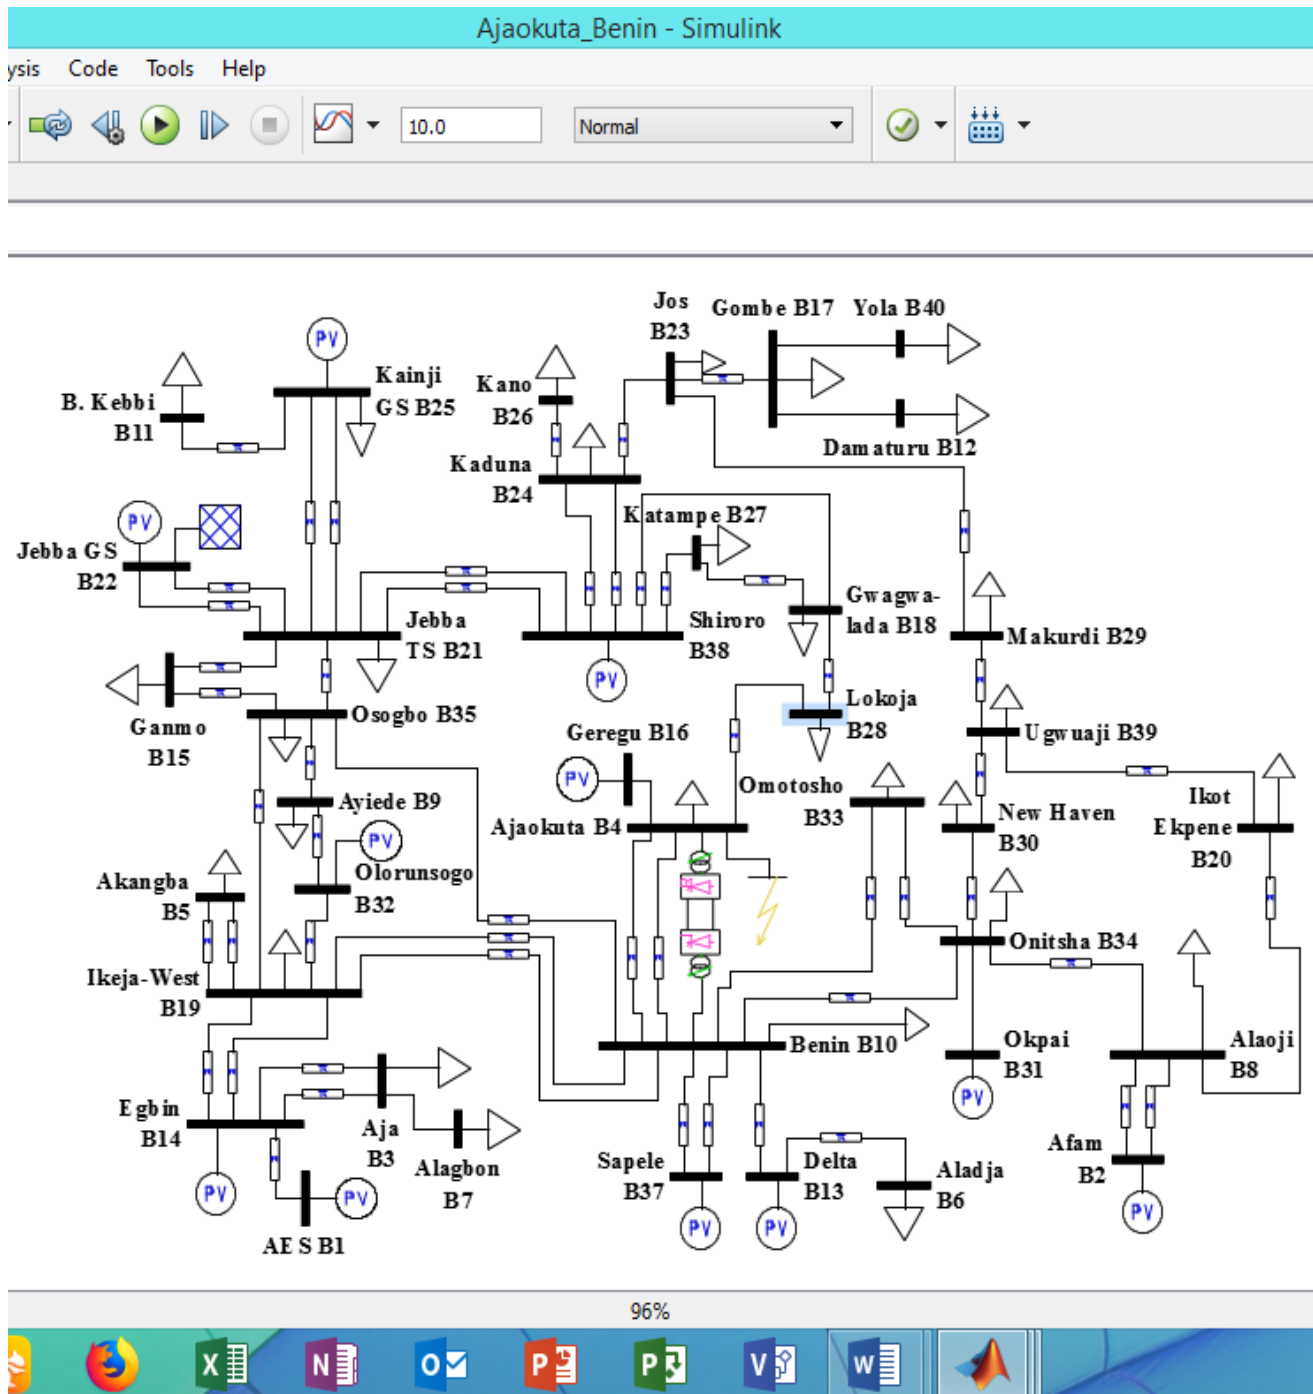 Ajaokuta_Benin - Simulink
ysis Code Tools Help
10.0 Normal
Jos
B23
Gombe B17
Yola B40
PV
Kainji
GS B25
B. Kebbi
B11
Kano
B26
Damaturu B12
Kaduna
B24
Katampe B27
PV
Jebba GS
B22
Jebba
TS B21
Shiroro
B38
Gwagwa-
lada B18
Makurdi B29
PV
Ganmo
B15
Osogbo B35
Lokoja
B28
Geregu B16
PV
Ugwuaji B39
Ayiede B9
PV
Omotosho
B33
Ajaokuta B4
New Haven
B30
Ikot
Ekpene
B20
Akangba
B5
Olorunsogo
B32
Onitsha B34
Ikeja-West
B19
Benin B10
Okpai
B31
PV
Alaoji
B8
Egbin
B14
PV
Aja
B3
Alagbon
B7
AES B1
PV
Sapele
B37
PV
Delta
B13
PV
Aladja
B6
Afam
B2
PV
96%
X N O P P V W